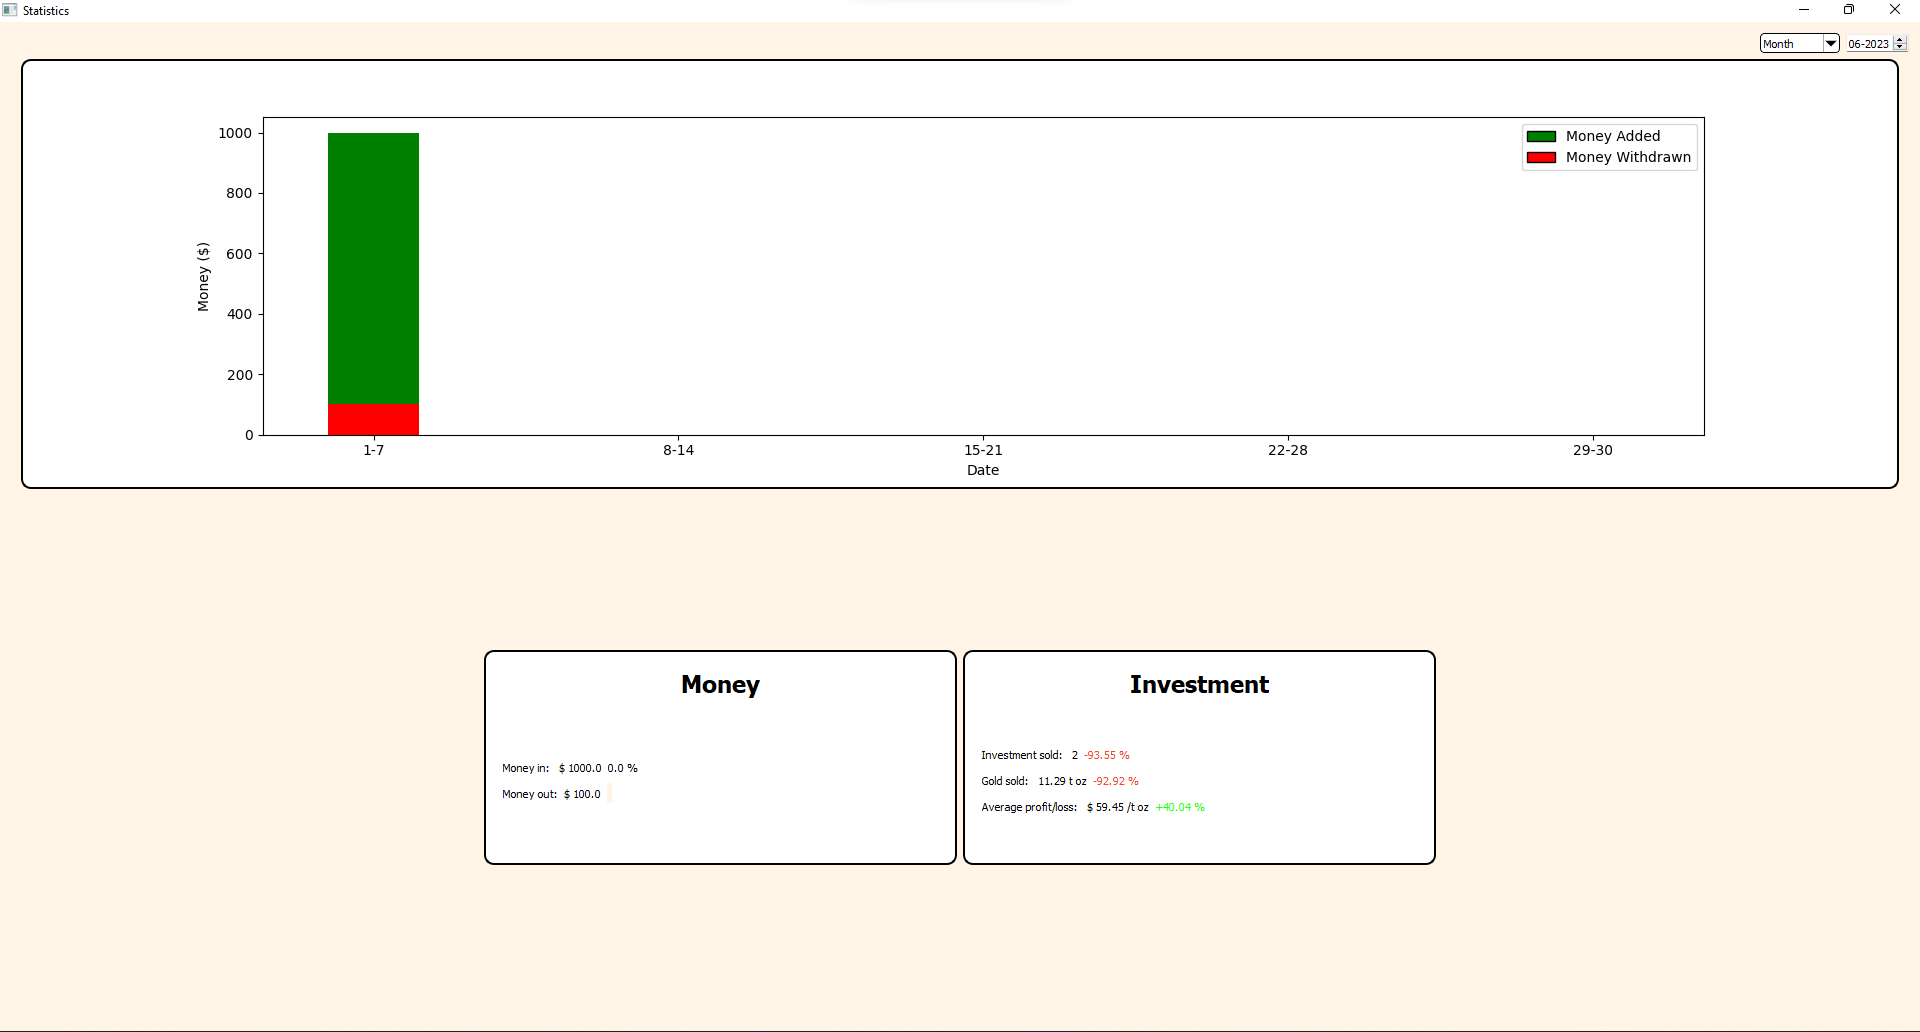 Statistics
Month 06-2023
Money Added
Money Withdrawn
1000
800
600
400
200
0
Money ($)
1-7 8-14 15-21 22-28 29-30
Date
Money
Money in: $ 1000.0 0.0 %
Money out: $ 100.0
Investment
Investment sold: 2 -93.55 %
Gold sold: 11.29 t oz -92.92 %
Average profit/loss: $ 59.45 /t oz +40.04 %